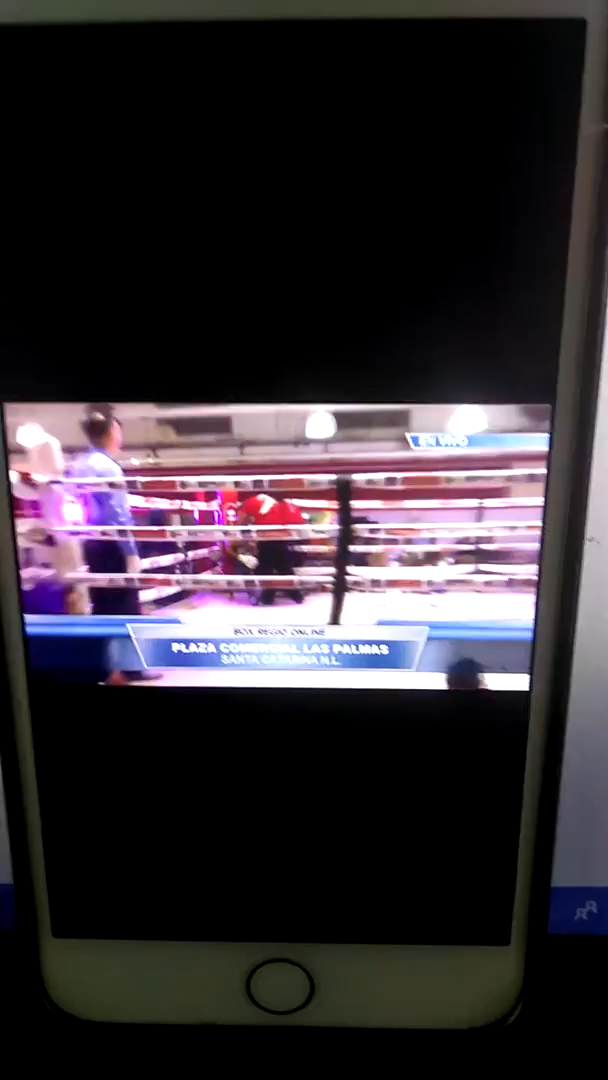 EN VIVO
BOX REGIO ONLINE
PLAZA COMERCIAL LAS PALMAS
SANTA CATARINA N.L.